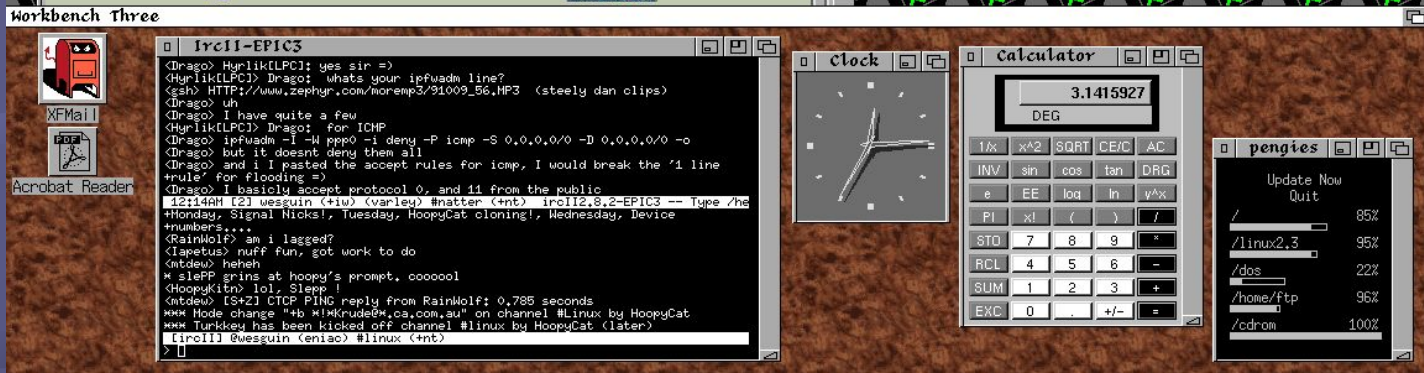 Workbench Three
XFMail
PDF
Acrobat Reader
IrcII-EPIC3
<Drago> Hyrlik[LPC]: yes sir =)
<Hyrlik[LPC]> Drago:  whats your ipfwadm line?
<gsh> HTTP://www.zephyr.com/moremp3/91009_56.MP3  (steely dan clips)
<Drago> uh
<Drago> I have quite a few
<Hyrlik[LPC]> Drago:  for ICMP
<Drago> ipfwadm -I -W ppp0 -i deny -P icmp -S 0.0.0.0/0 -D 0.0.0.0/0 -o
<Drago> but it doesnt deny them all
<Drago> and i I pasted the accept rules for icmp, I would break the '1 line
+rule' for flooding =)
<Drago> I basicly accept protocol 0, and 11 from the public
12:14AM [2] wesguin (+iw) (varley) #natter (+nt)  ircII2.8.2-EPIC3 -- Type /he
+Monday, Signal Nicks!, Tuesday, HoopyCat cloning!, Wednesday, Device
+numbers....
<RainWolf> am i lagged?
<Iapetus> nuff fun, got work to do
<mtdew> heheh
* slePP grins at hoopy's prompt. coooool
<HoopyKitn> lol, Slepp !
<mtdew> [S+Z] CTCP PING reply from RainWolf: 0.785 seconds
*** Mode change "+b *!*Krude@*.ca.com.au" on channel #Linux by HoopyCat
*** Turkkey has been kicked off channel #linux by HoopyCat (later)
[ircII] @wesguin (eniac) #linux (+nt)
>
Clock
Calculator
3.1415927
DEG
1/x x^2 SQRT CE/C AC
INV sin cos tan DRG
e EE log ln y^x
PI x! ( ) /
STO 7 8 9 *
RCL 4 5 6 -
SUM 1 2 3 +
EXC 0 . +/- =
pengies
Update Now
Quit
/ 85%
/linux2.3 95%
/dos 22%
/home/ftp 96%
/cdrom 100%